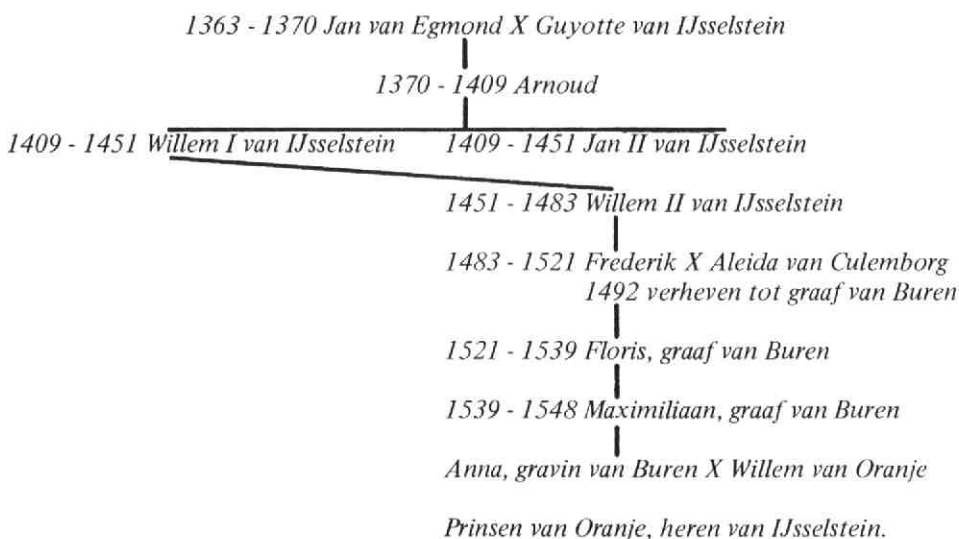 1363 - 1370 Jan van Egmond X Guyotte van IJsselstein
1370 - 1409 Arnoud
1409 - 1451 Willem I van IJsselstein 1409 - 1451 Jan II van IJsselstein
1451 - 1483 Willem II van IJsselstein
1483 - 1521 Frederik X Aleida van Culemborg
1492 verheven tot graaf van Buren
1521 - 1539 Floris, graaf van Buren
1539 - 1548 Maximiliaan, graaf van Buren
Anna, gravin van Buren X Willem van Oranje
Prinsen van Oranje, heren van IJsselstein.